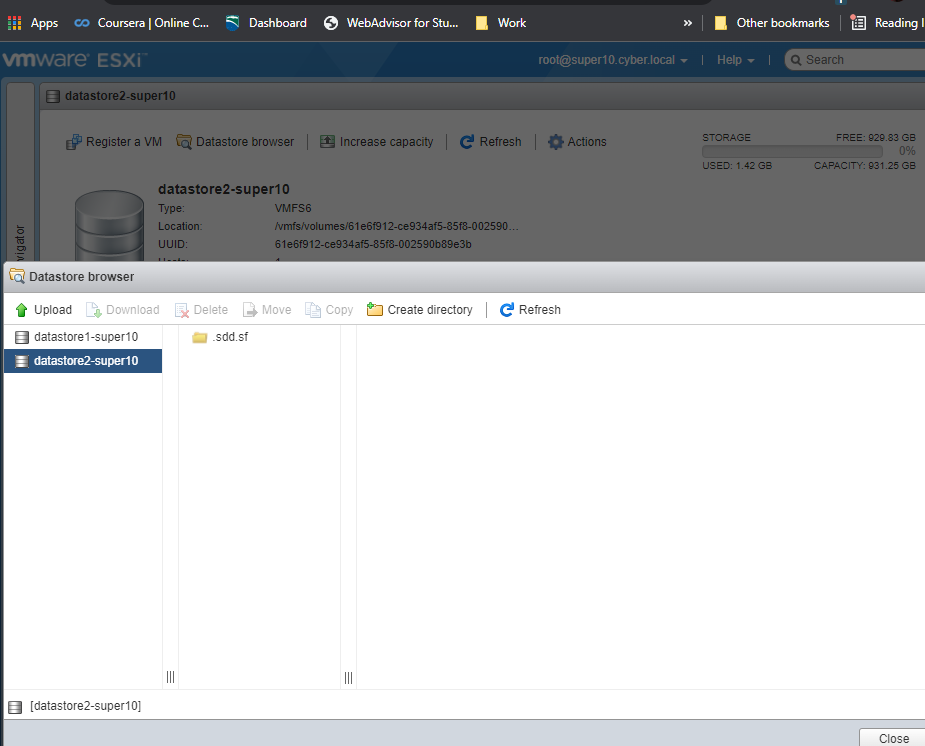 Apps Coursera | Online C... Dashboard WebAdvisor for Stu... Work » Other bookmarks Reading
vmware ESXi™
root@super10.cyber.local | Help | Search
datastore2-super10
Register a VM Datastore browser Increase capacity Refresh Actions
STORAGE FREE: 929.83 GB
0%
USED: 1.42 GB CAPACITY: 931.25 GB
datastore2-super10
Type: VMFS6
Location: /vmfs/volumes/61e6f912-ce934af5-85f8-002590...
UUID: 61e6f912-ce934af5-85f8-002590b89e3b
Hosts: 1
vigator
Datastore browser
Upload Download Delete Move Copy Create directory Refresh
datastore1-super10
datastore2-super10
.sdd.sf
[datastore2-super10]
Close